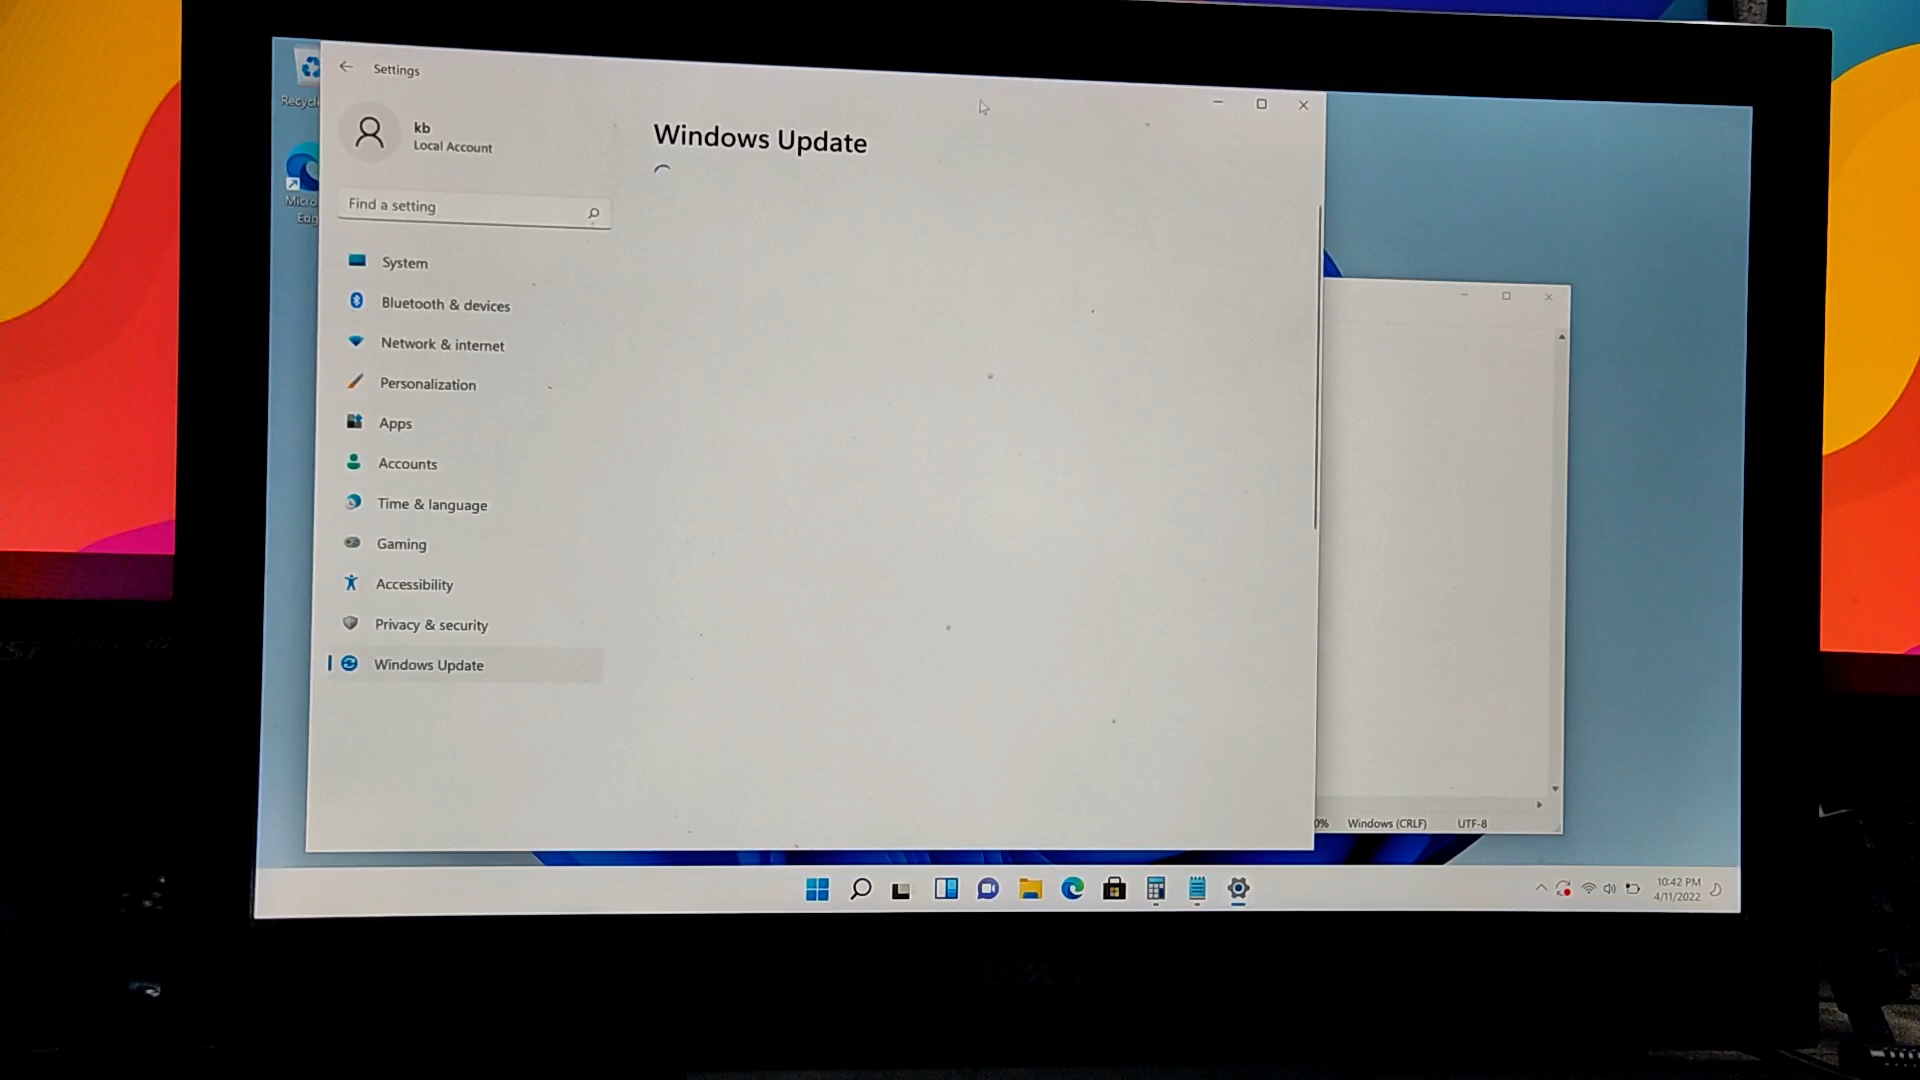 Settings
kb
Local Account
Find a setting
System
Bluetooth & devices
Network & internet
Personalization
Apps
Accounts
Time & language
Gaming
Accessibility
Privacy & security
Windows Update
Windows Update
0%
Windows (CRLF)
UTF-8
10:42 PM
4/11/2022